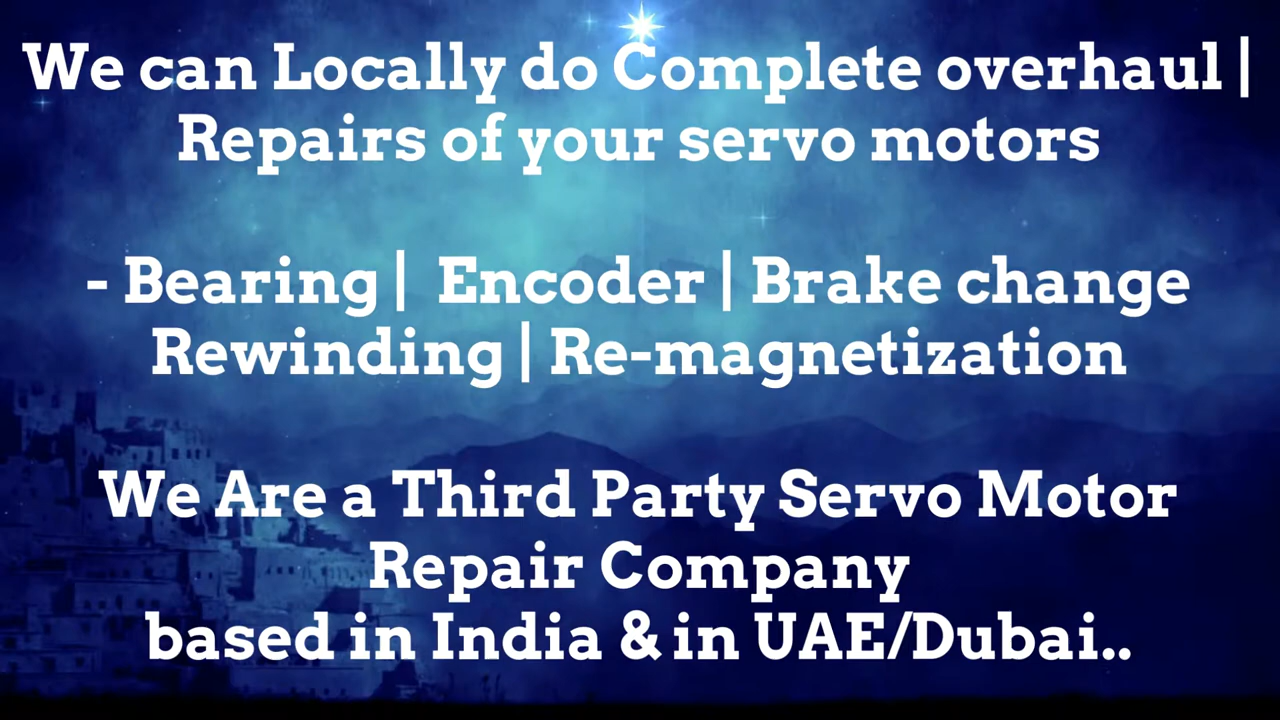 We can Locally do Complete overhaul |
Repairs of your servo motors
- Bearing | Encoder | Brake change
Rewinding | Re-magnetization
We Are a Third Party Servo Motor
Repair Company
based in India & in UAE/Dubai..